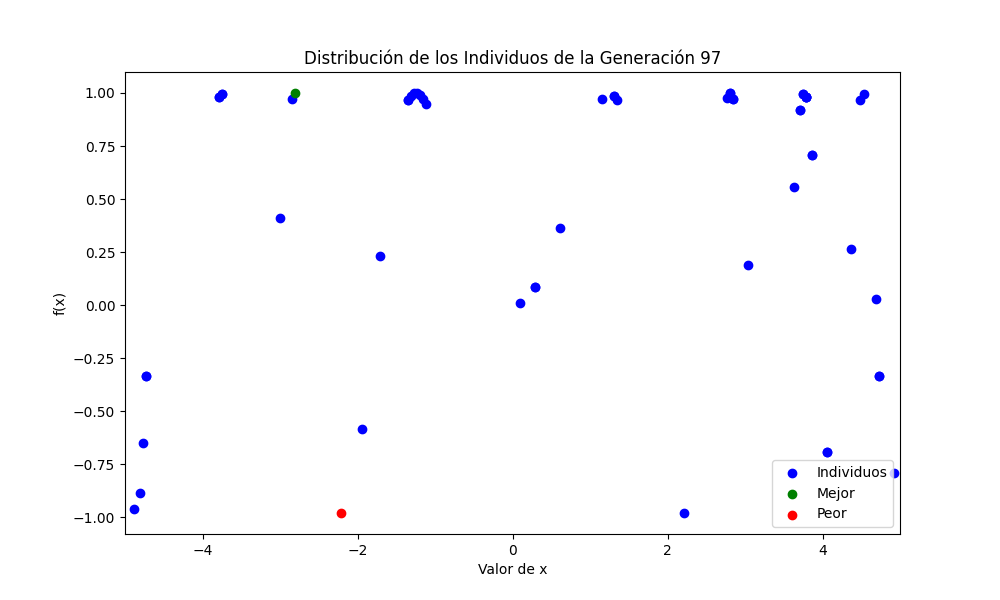 Distribución de los Individuos de la Generación 97
f(x)
1.00
0.75
0.50
0.25
0.00
−0.25
−0.50
−0.75
−1.00
Individuos
Mejor
Peor
−4
−2
0
2
4
Valor de x